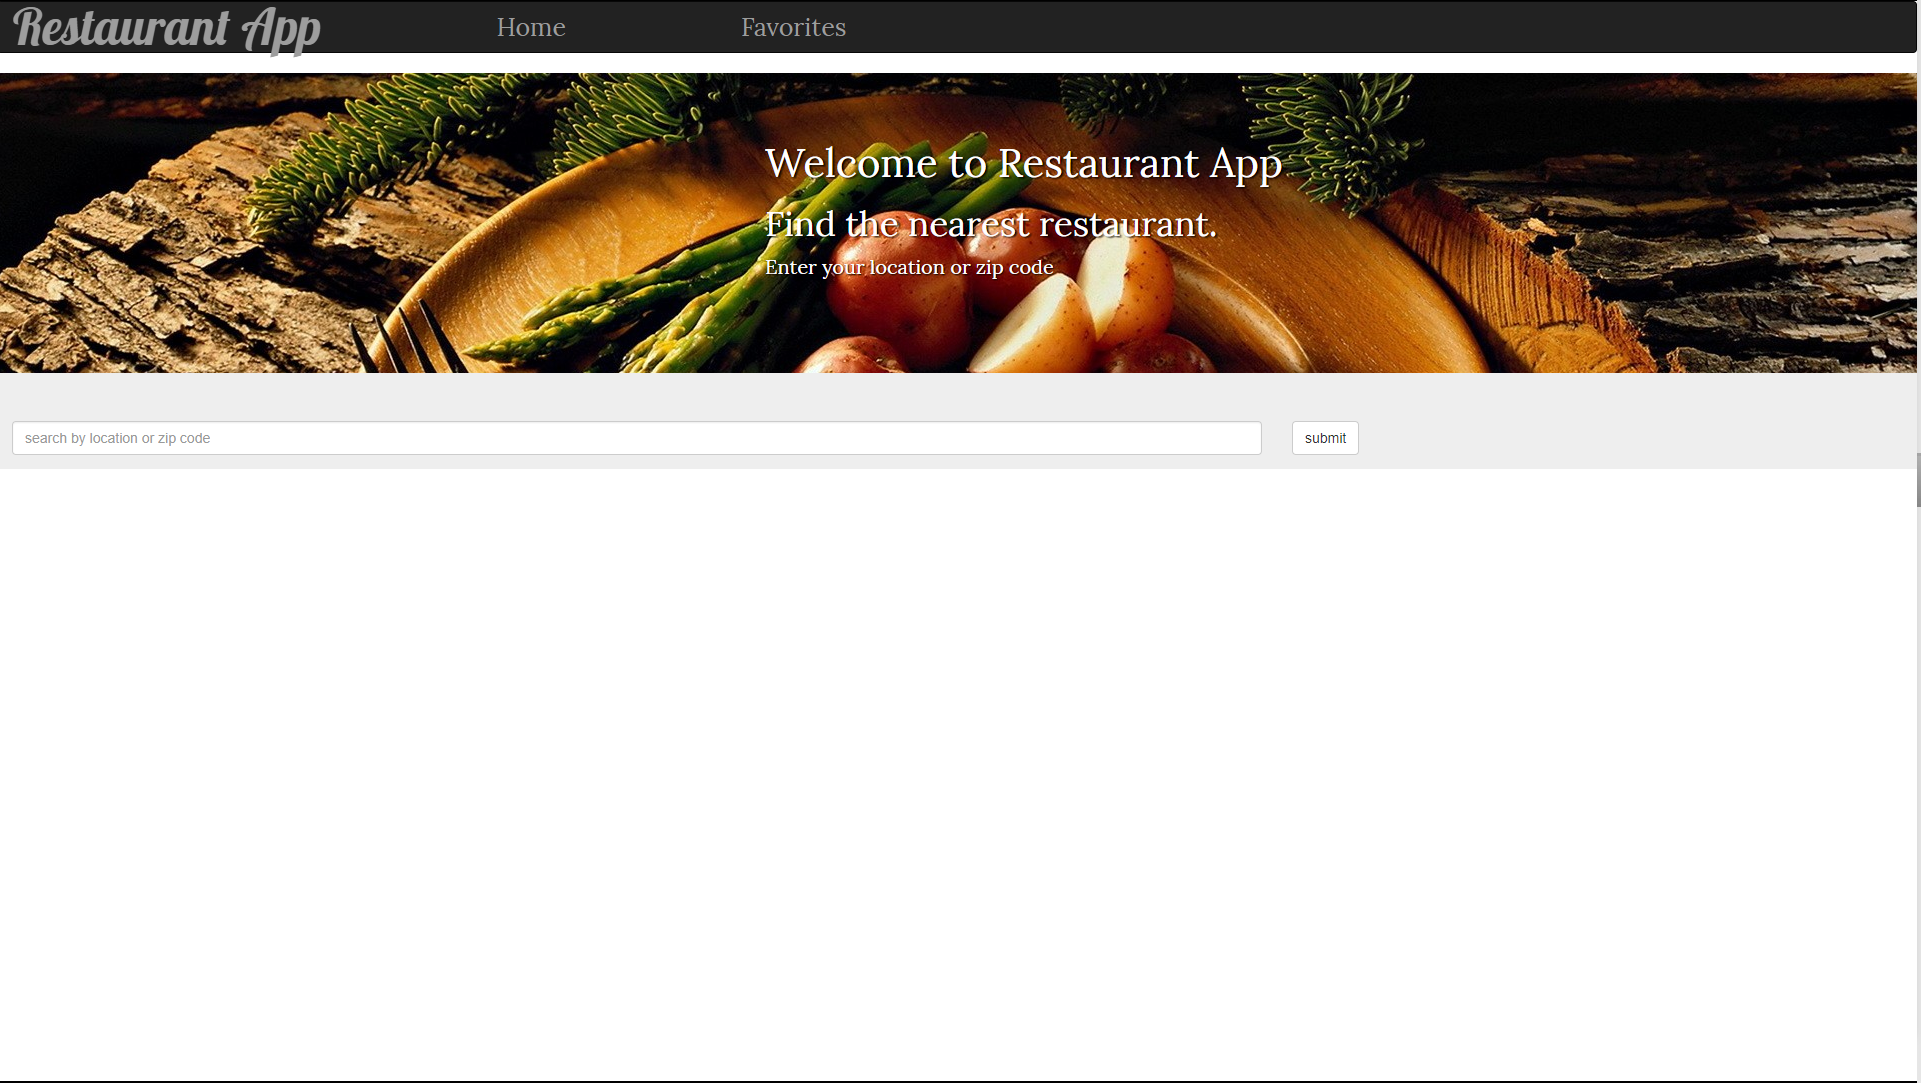 Restaurant App
Home
Favorites
Welcome to Restaurant App
Find the nearest restaurant.
Enter your location or zip code
search by location or zip code
submit